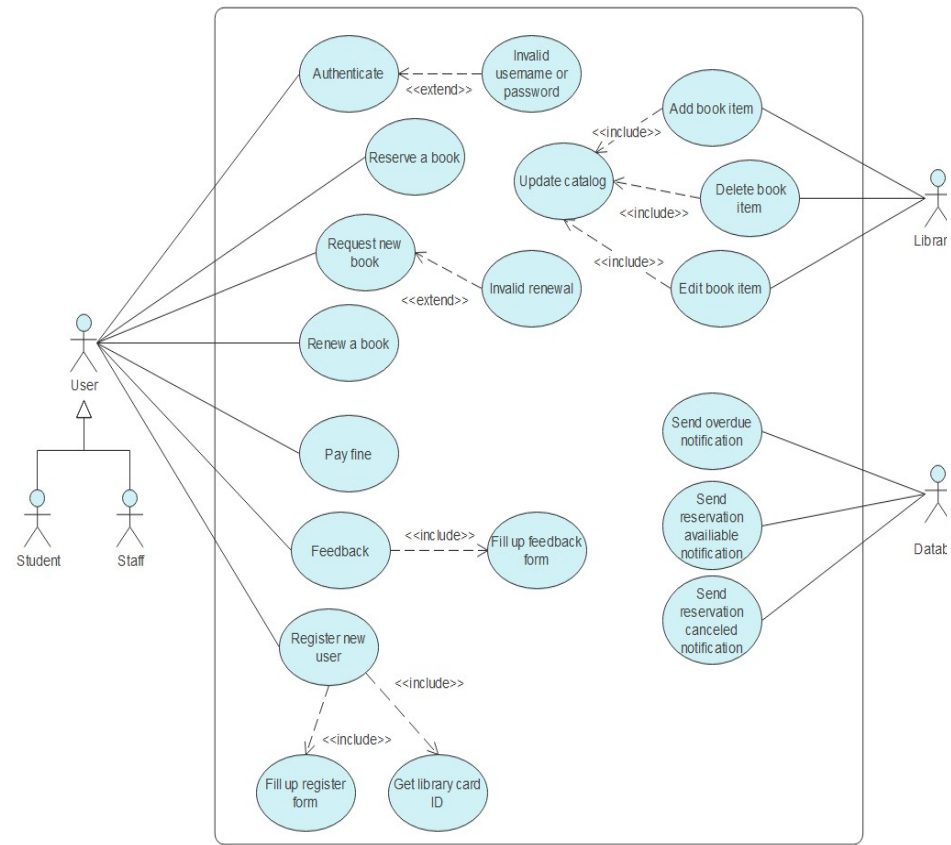 Authenticate
<<extend>>
Invalid
username or
password
Reserve a book
Request new
book
<<extend>>
Invalid renewal
Renew a book
Pay fine
Feedback
<<include>>
Fill up feedback
form
Register new
user
<<include>>
<<include>>
Fill up register
form
Get library card
ID
User
Student
Staff
Add book item
<<include>>
Update catalog
Delete book
item
<<include>>
<<include>>
Edit book item
Librar
Send overdue
notification
Send
reservation
availiable
notification
Send
reservation
canceled
notification
Datab